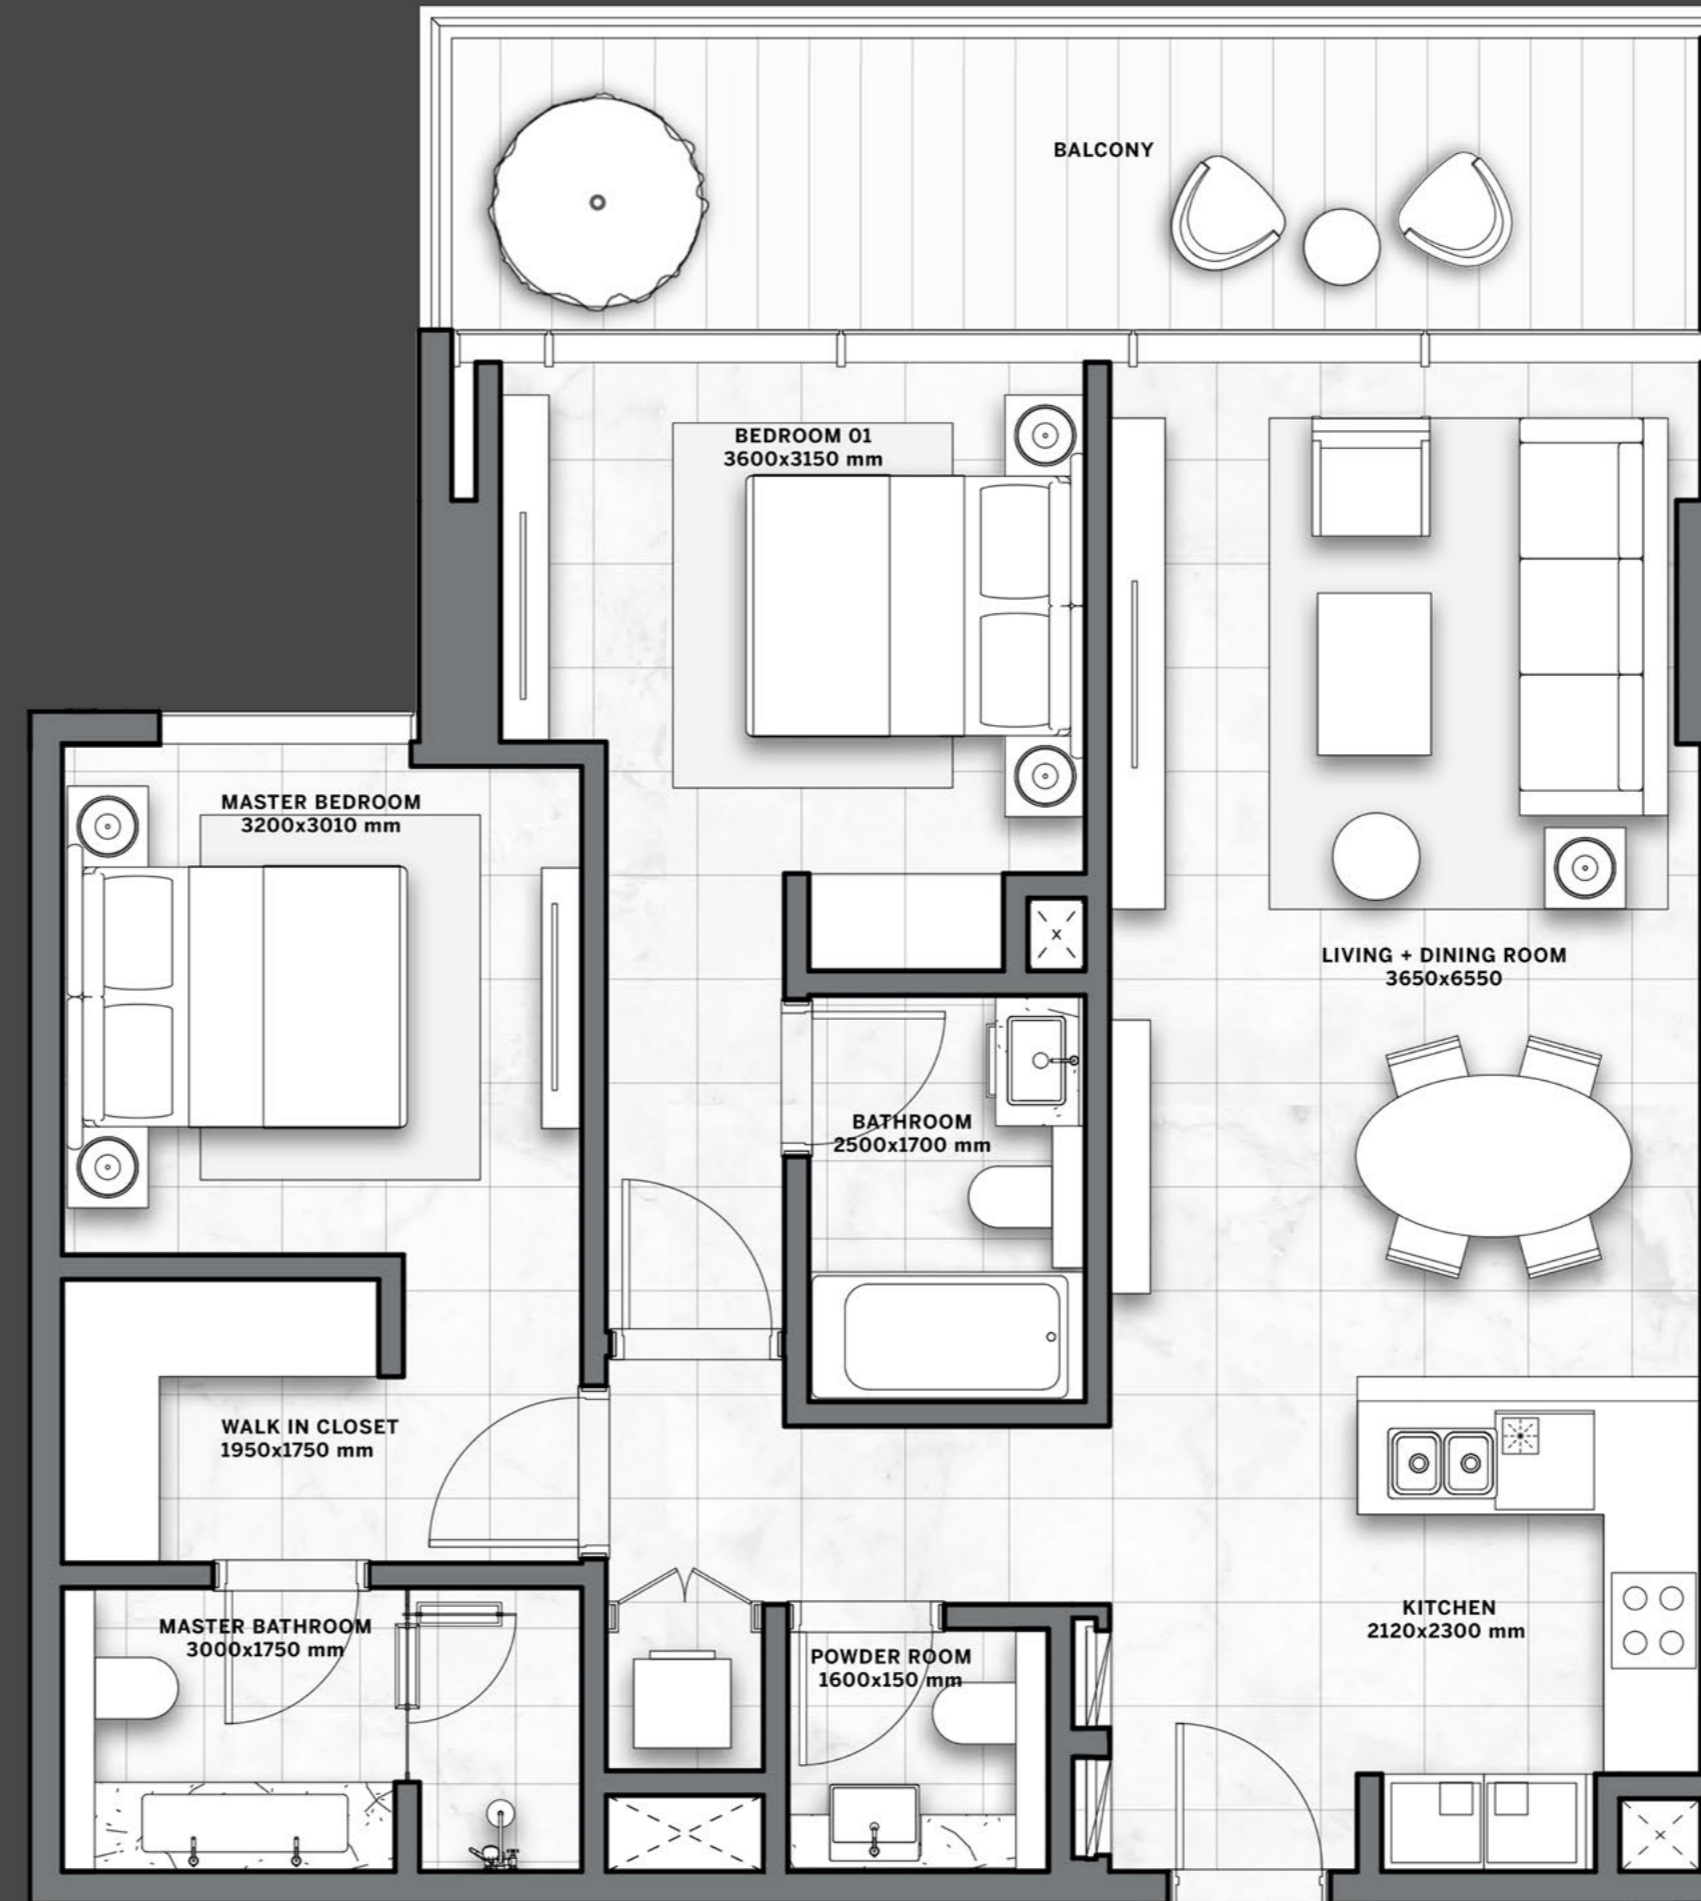 BALCONY
BEDROOM 01
3600x3150 mm
MASTER BEDROOM
3200x3010 mm
LIVING + DINING ROOM
3650x6550
BATHROOM
2500x1700 mm
WALK IN CLOSET
1950x1750 mm
KITCHEN
2120x2300 mm
MASTER BATHROOM
3000x1750 mm
POWDER ROOM
1600x150 mm